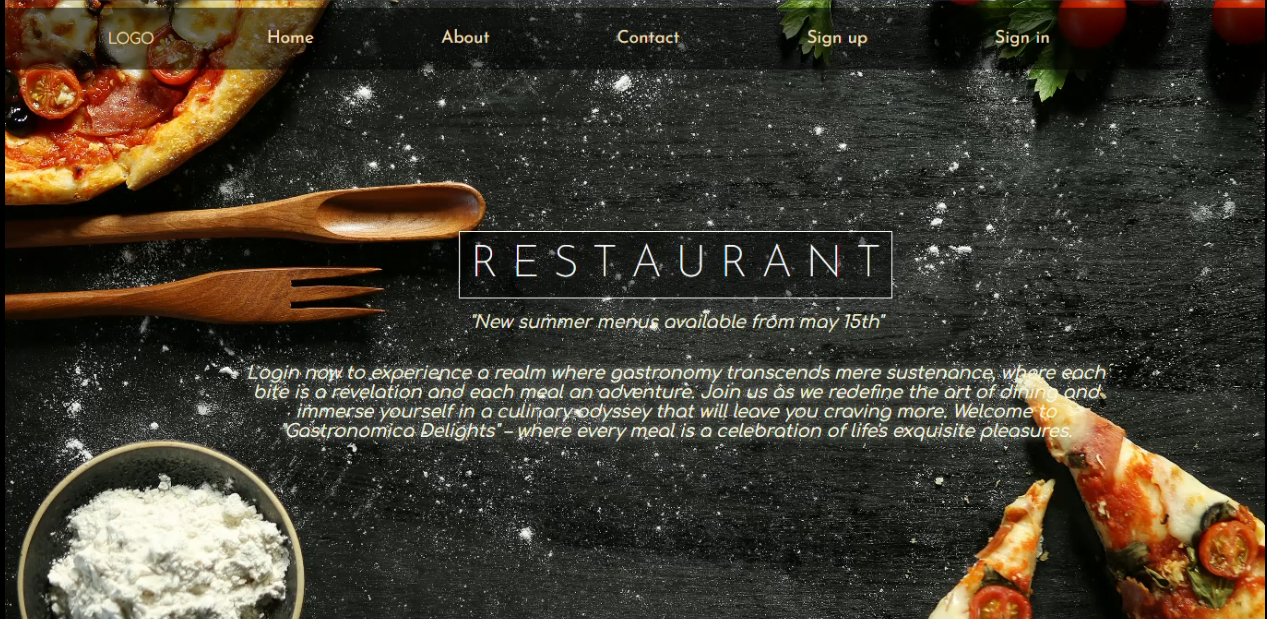 LOGO Home About Contact Sign up Sign in
RESTAURANT
"New summer menus available from may 15th"
Login now to experience a realm where gastronomy transcends mere sustenance, where each
bite is a revelation and each meal an adventure. Join us as we redefine the art of dining and
immerse yourself in a culinary odyssey that will leave you craving more. Welcome to
"Gastronomica Delights" – where every meal is a celebration of life's exquisite pleasures.